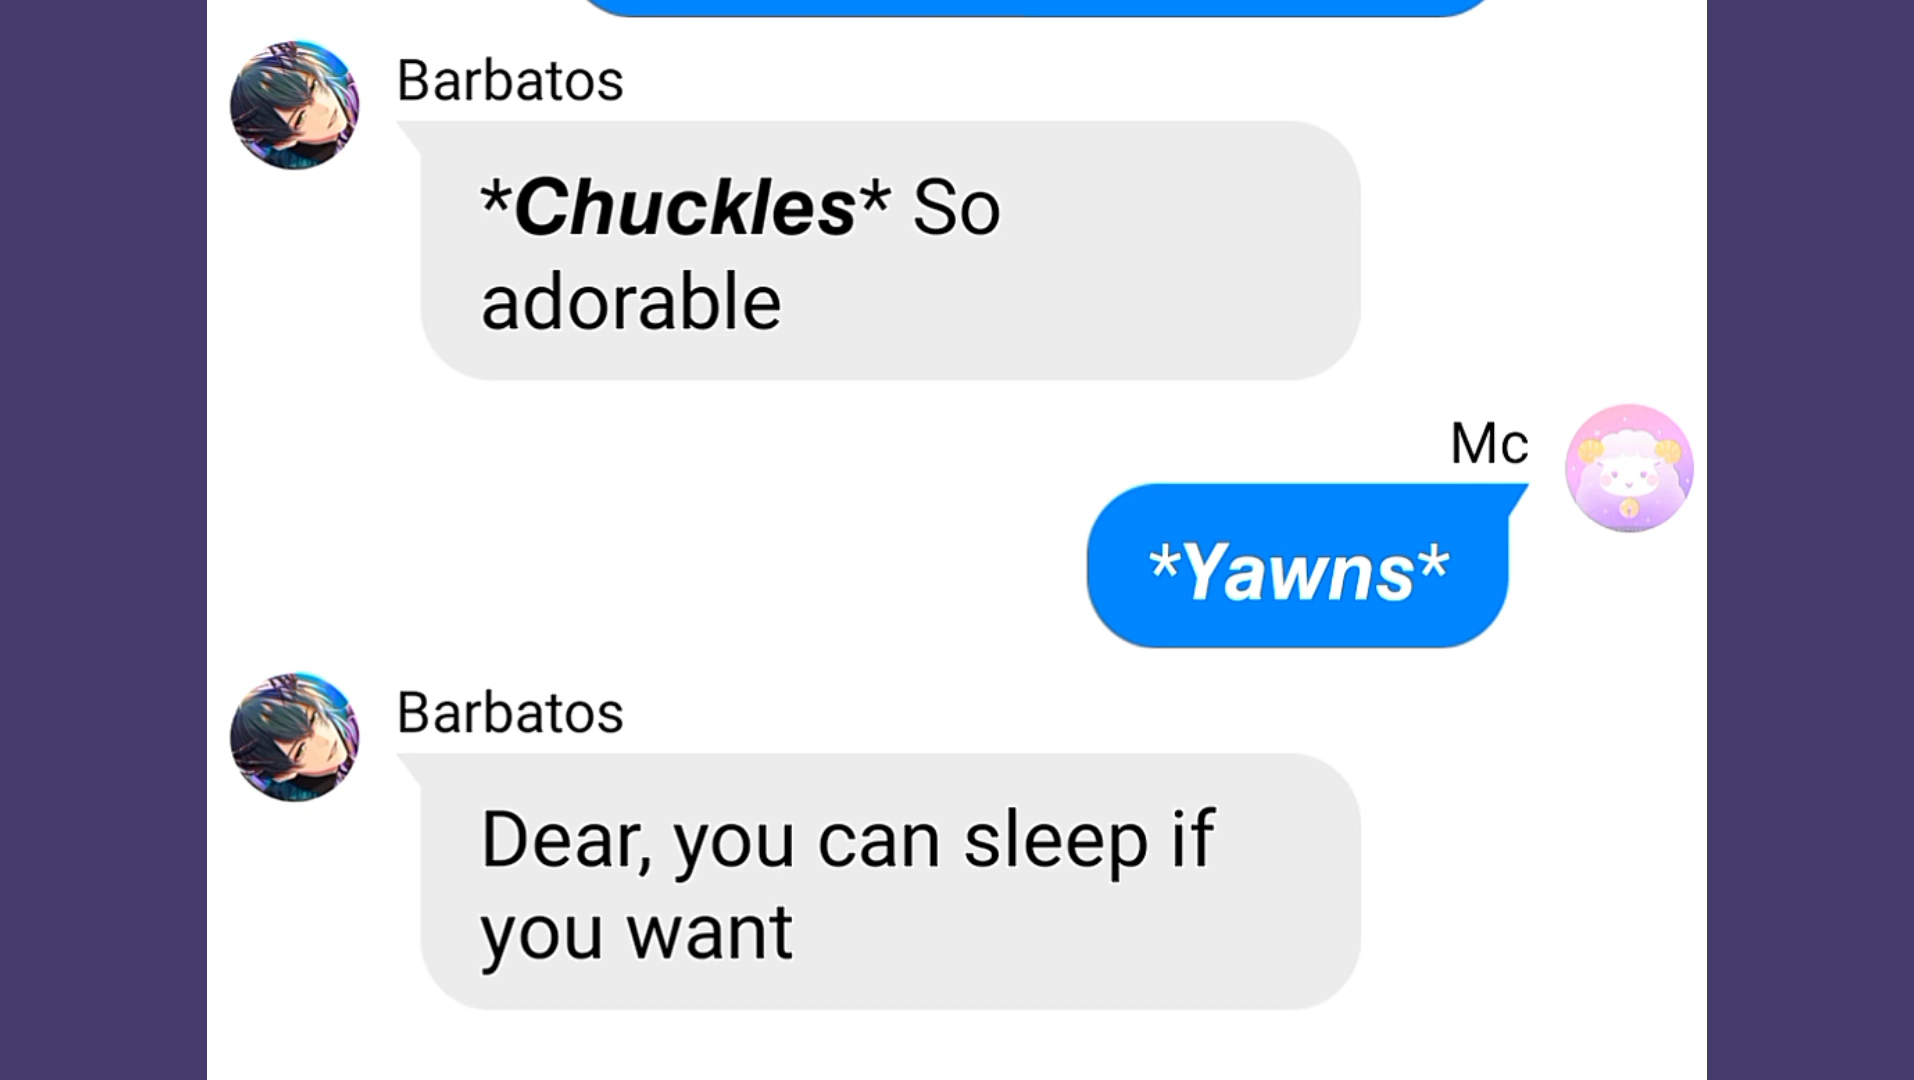 Barbatos
*Chuckles* So
adorable
Mc
*Yawns*
Barbatos
Dear, you can sleep if
you want